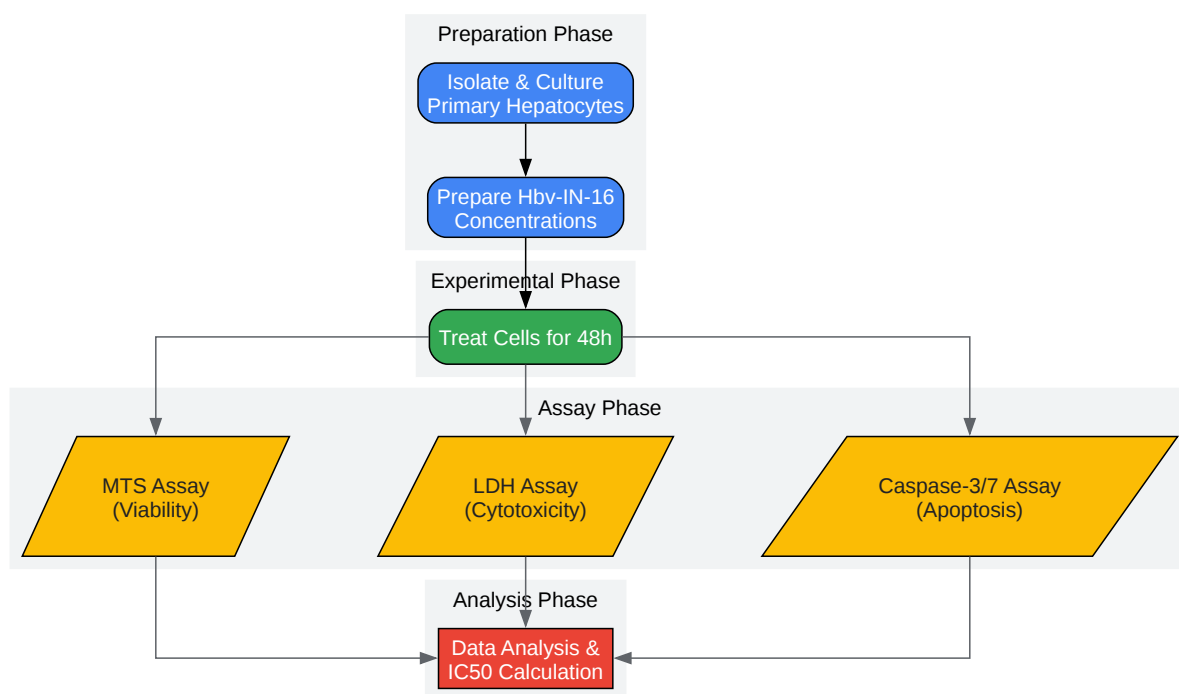 Preparation Phase
Isolate & Culture
Primary Hepatocytes
Prepare Hbv-IN-16
Concentrations
Experimental Phase
Treat Cells for 48h
Assay Phase
MTS Assay
(Viability)
LDH Assay
(Cytotoxicity)
Caspase-3/7 Assay
(Apoptosis)
Analysis Phase
Data Analysis &
IC50 Calculation